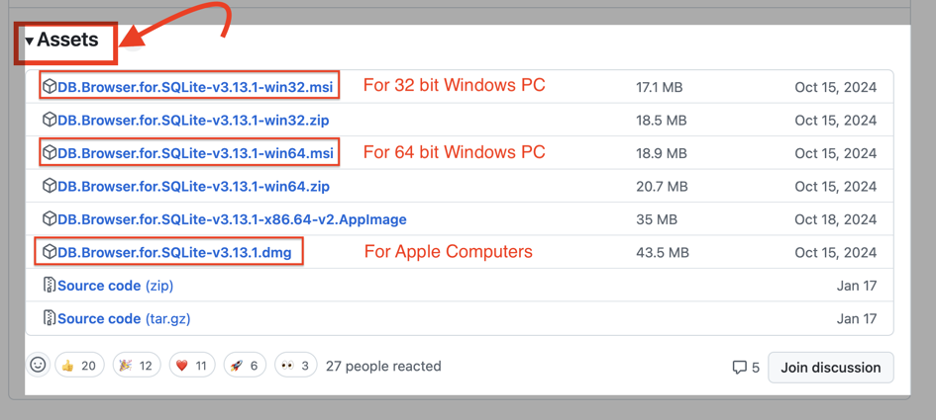 Assets
DB.Browser.for.SQLite-v3.13.1-win32.msi For 32 bit Windows PC 17.1 MB Oct 15, 2024
DB.Browser.for.SQLite-v3.13.1-win32.zip 18.5 MB Oct 15, 2024
DB.Browser.for.SQLite-v3.13.1-win64.msi For 64 bit Windows PC 18.9 MB Oct 15, 2024
DB.Browser.for.SQLite-v3.13.1-win64.zip 20.7 MB Oct 15, 2024
DB.Browser.for.SQLite-v3.13.1-x86.64-v2.AppImage 35 MB Oct 18, 2024
DB.Browser.for.SQLite-v3.13.1.dmg For Apple Computers 43.5 MB Oct 15, 2024
Source code (zip) Jan 17
Source code (tar.gz) Jan 17
20 12 11 6 3 27 people reacted 5 Join discussion